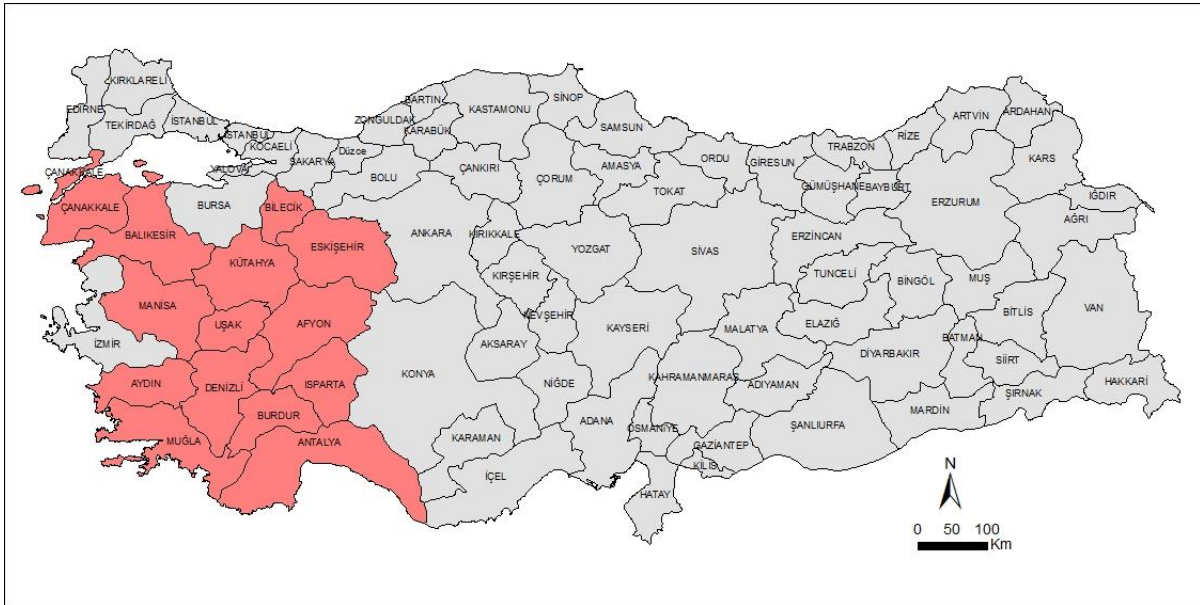 KIRKLARELİ
EDİRNE
TEKİRDAĞ
İSTANBUL
İSTANBUL
KOCAELİ
YALOVA
SAKARYA
Düzce
ZONGULDAK
BARTIN
KARABÜK
KASTAMONU
SİNOP
SAMSUN
BOLU
ÇANKIRI
ÇORUM
AMASYA
TOKAT
ORDU
GİRESUN
TRABZON
GÜMÜŞHANE
BAYBURT
RİZE
ARTVİN
ARDAHAN
KARS
IĞDIR
AĞRI
ERZURUM
ERZİNCAN
ÇANAKKALE
ÇANAKKALE
BALIKESİR
BURSA
BİLECİK
ESKİŞEHİR
KÜTAHYA
ANKARA
KIRIKKALE
KIRŞEHİR
YOZGAT
SİVAS
TUNCELİ
BİNGÖL
MUŞ
BİTLİS
VAN
MANİSA
UŞAK
AFYON
İZMİR
AYDIN
DENİZLİ
ISPARTA
BURDUR
MUĞLA
ANTALYA
KONYA
AKSARAY
NEVŞEHİR
NİĞDE
KAYSERİ
MALATYA
ELAZIĞ
DİYARBAKIR
BATMAN
SİİRT
ŞIRNAK
HAKKARİ
KAHRAMANMARAŞ
ADIYAMAN
ŞANLIURFA
MARDİN
KARAMAN
İÇEL
ADANA
OSMANİYE
GAZİANTEP
KİLİS
HATAY
N
0 50 100
Km